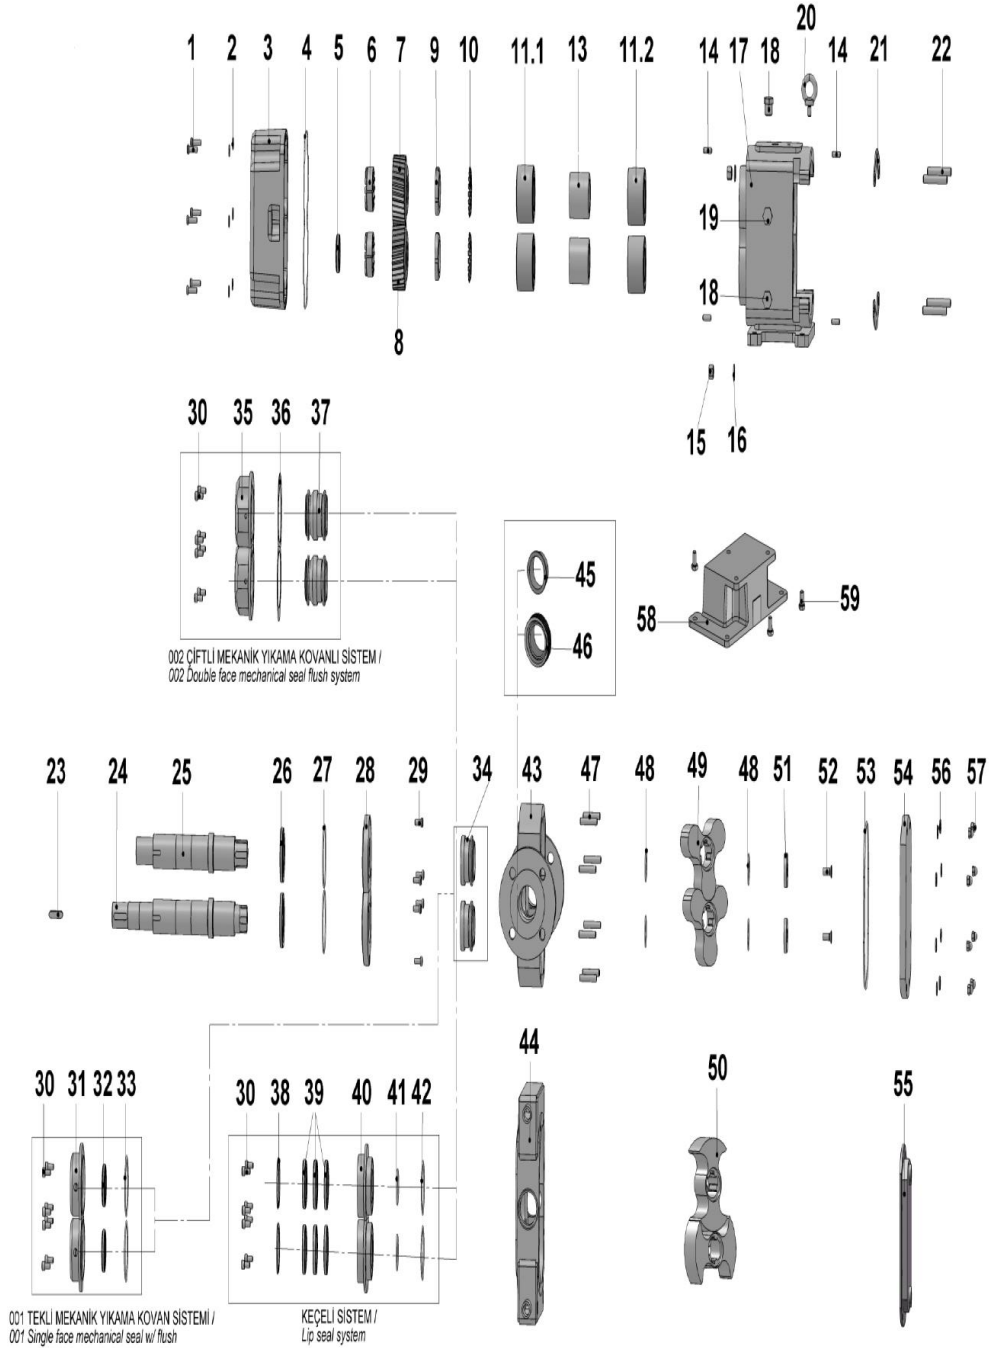 20
1 2 3 4 5 6 7 9 10 11.1 13 11.2 14 17 18 14 21 22
19
18
8
15 16
30 35 36 37
45
46
58 59
002 ÇİFTLİ MEKANİK YIKAMA KOVANLI SİSTEM /
002 Double face mechanical seal flush system
23 24 25 26 27 28 29 34 43 47 48 49 48 51 52 53 54 56 57
44
50
55
30 31 32 33 30 38 39 40 41 42
001 TEKLİ MEKANİK YIKAMA KOVAN SİSTEMİ /
001 Single face mechanical seal w/ flush
KEÇELİ SİSTEM /
Lip seal system